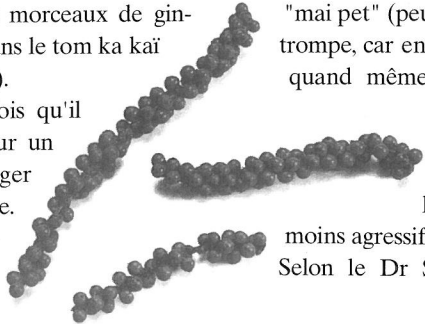 morceaux de gin-
ns le tom ka kaï
).
ois qu'il
ur un
ger
e.
"mai pet" (peu
trompe, car en
quand même
moins agressif
Selon le Dr S